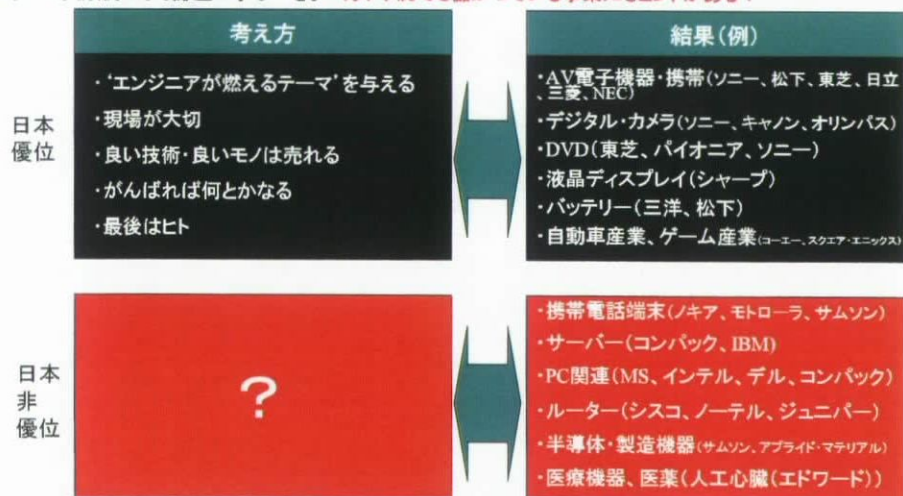 考え方
・‘エンジニアが燃えるテーマ’を与える
・現場が大切
・良い技術・良いモノは売れる
・がんばれば何とかなる
・最後はヒト
結果(例)
・AV電子機器・携帯(ソニー、松下、東芝、日立
、三菱、NEC)
・デジタル・カメラ(ソニー、キャノン、オリンパス)
・DVD(東芝、パイオニア、ソニー)
・液晶ディスプレイ(シャープ)
・バッテリー(三洋、松下)
・自動車産業、ゲーム産業(コーエー、スクエア・エニックス)
日本
優位
?
・携帯電話端末(ノキア、モトローラ、サムソン)
・サーバー(コンパック、IBM)
・PC関連(MS、インテル、デル、コンパック)
・ルーター(シスコ、ノーテル、ジュニパー)
・半導体・製造機器(サムソン、アプライド・マテリアル)
・医療機器、医薬(人工心臓(エドワード))
日本
非
優位